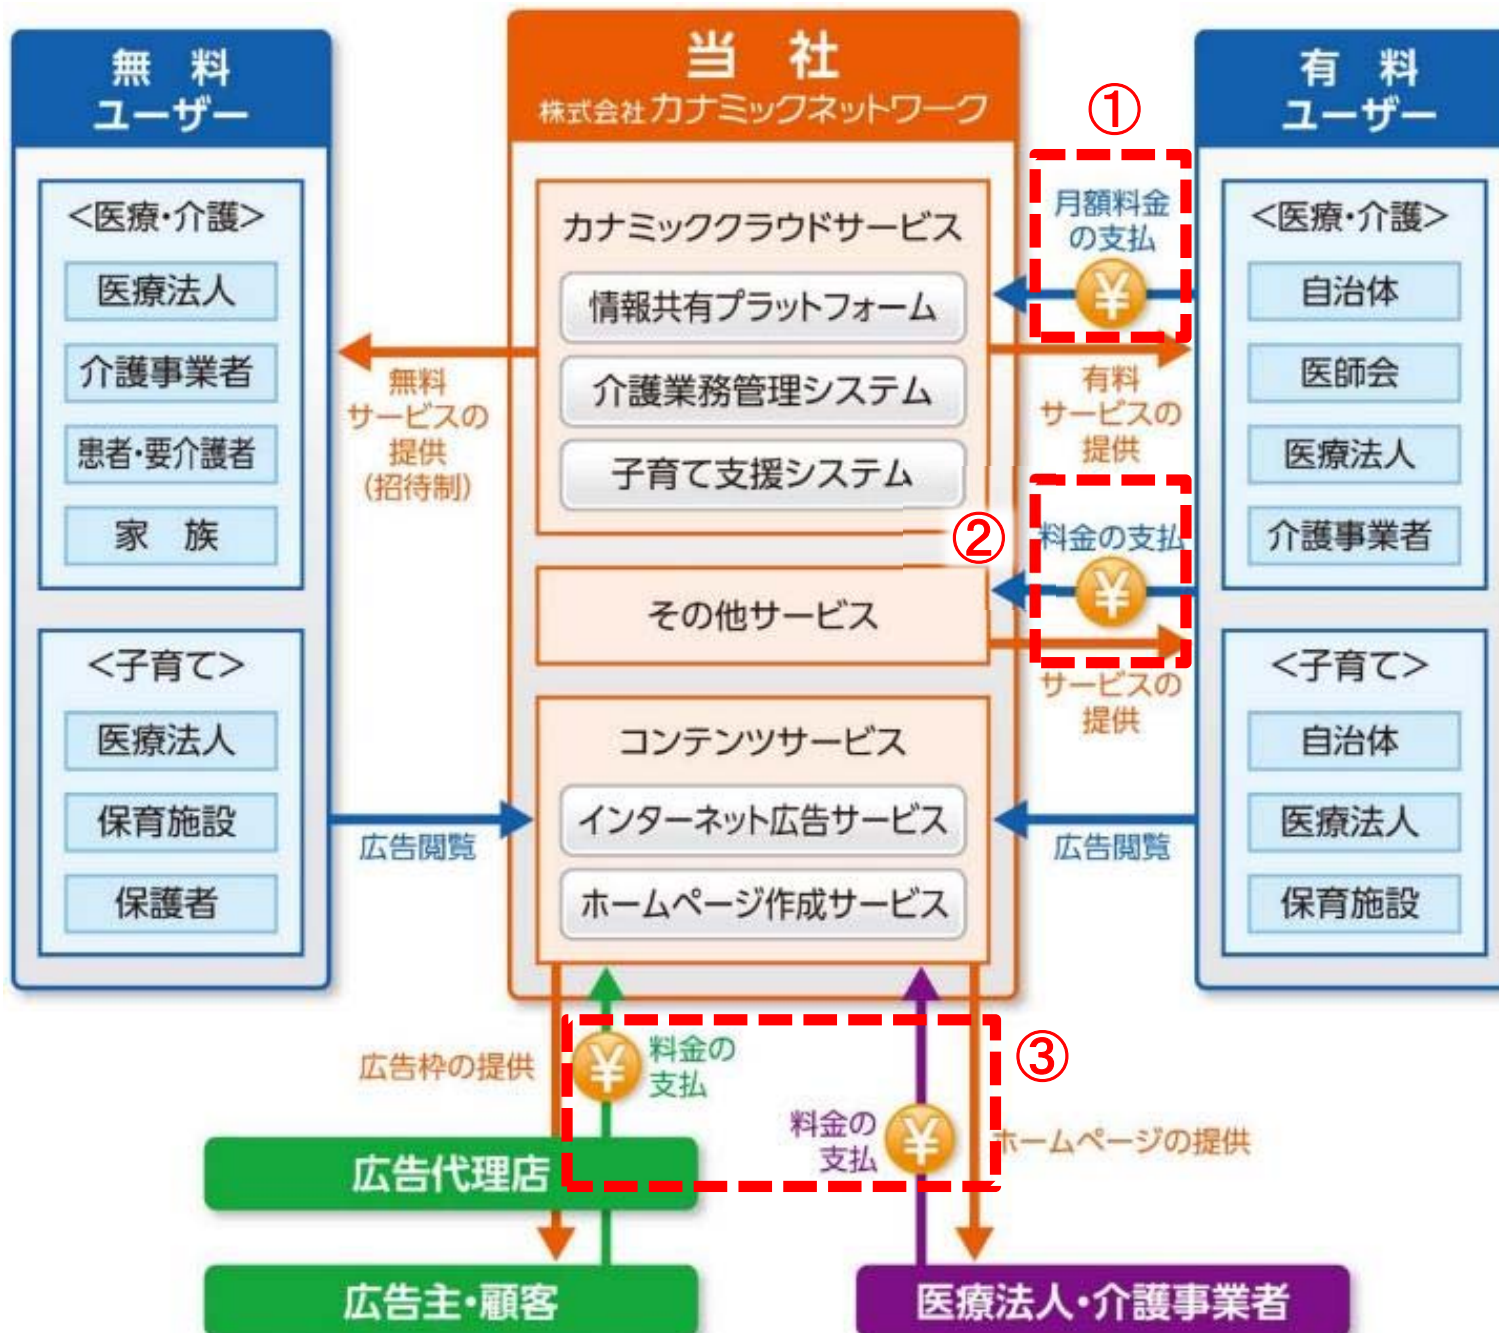 無 料
ユーザー
<医療・介護>
医療法人
介護事業者
患者・要介護者
家 族
<子育て>
医療法人
保育施設
保護者
無料
サービスの
提供
(招待制)
広告閲覧
当 社
株式会社カナミックネットワーク
カナミッククラウドサービス
情報共有プラットフォーム
介護業務管理システム
子育て支援システム
その他サービス
コンテンツサービス
インターネット広告サービス
ホームページ作成サービス
①
月額料金
の支払
¥
有料
サービスの
提供
②
料金の支払
¥
サービスの
提供
広告閲覧
有 料
ユーザー
<医療・介護>
自治体
医師会
医療法人
介護事業者
<子育て>
自治体
医療法人
保育施設
広告枠の提供
¥
料金の
支払
③
料金の
支払
¥
ホームページの提供
広告代理店
広告主・顧客
医療法人・介護事業者